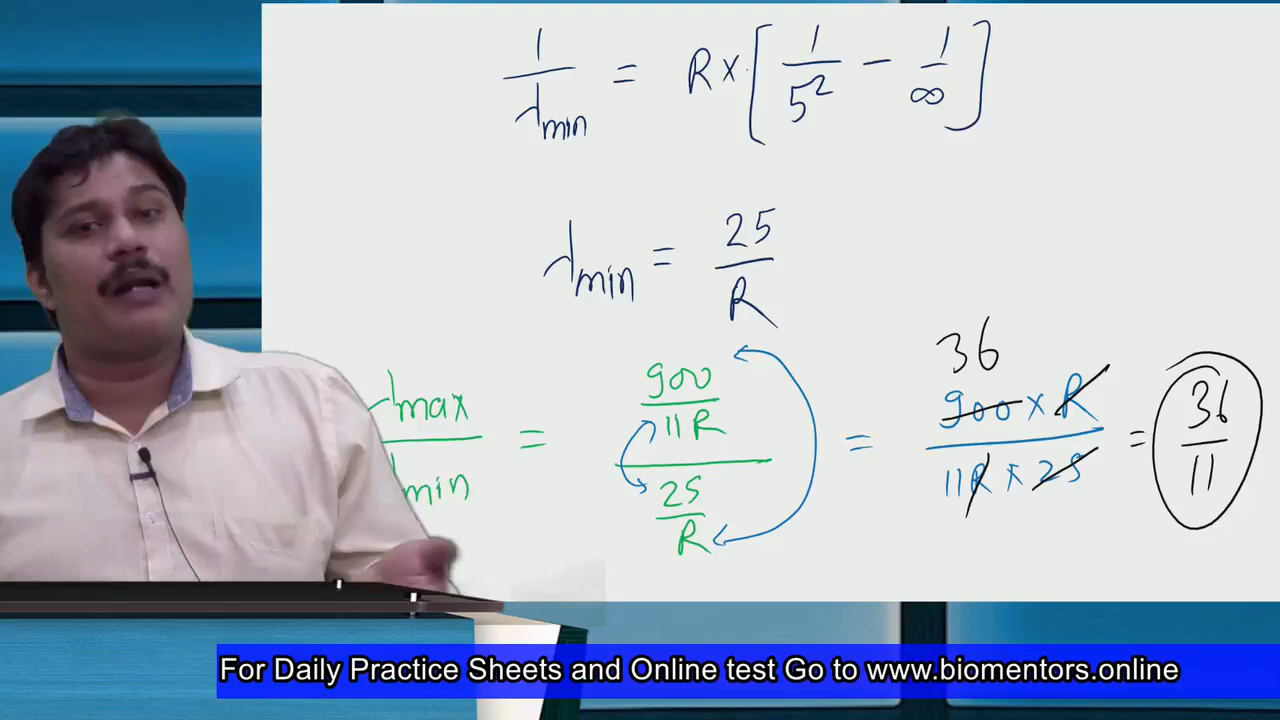 1/λmin = R × [1/5² − 1/∞]
λmin = 25/R
λmax/λmin = (900/11R)/(25/R) = 36 900×R/11R×25 = 36/11
For Daily Practice Sheets and Online test Go to www.biomentors.online